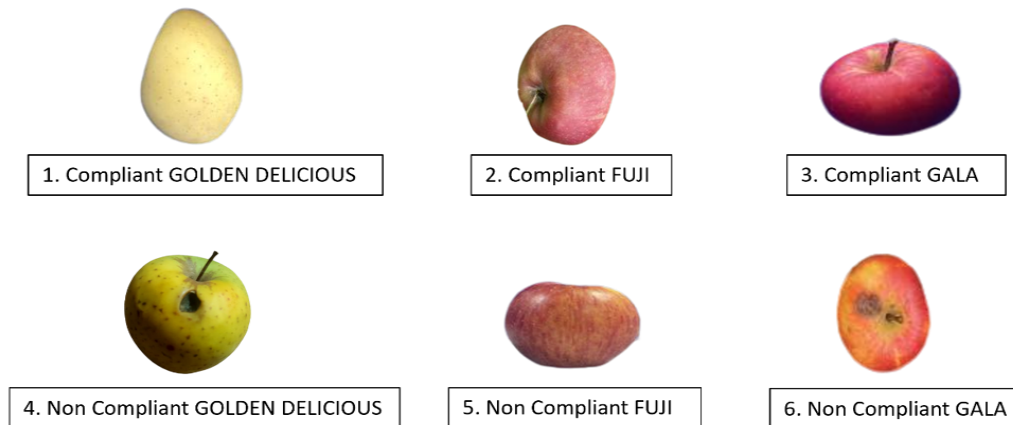 1. Compliant GOLDEN DELICIOUS
2. Compliant FUJI
3. Compliant GALA
4. Non Compliant GOLDEN DELICIOUS
5. Non Compliant FUJI
6. Non Compliant GALA